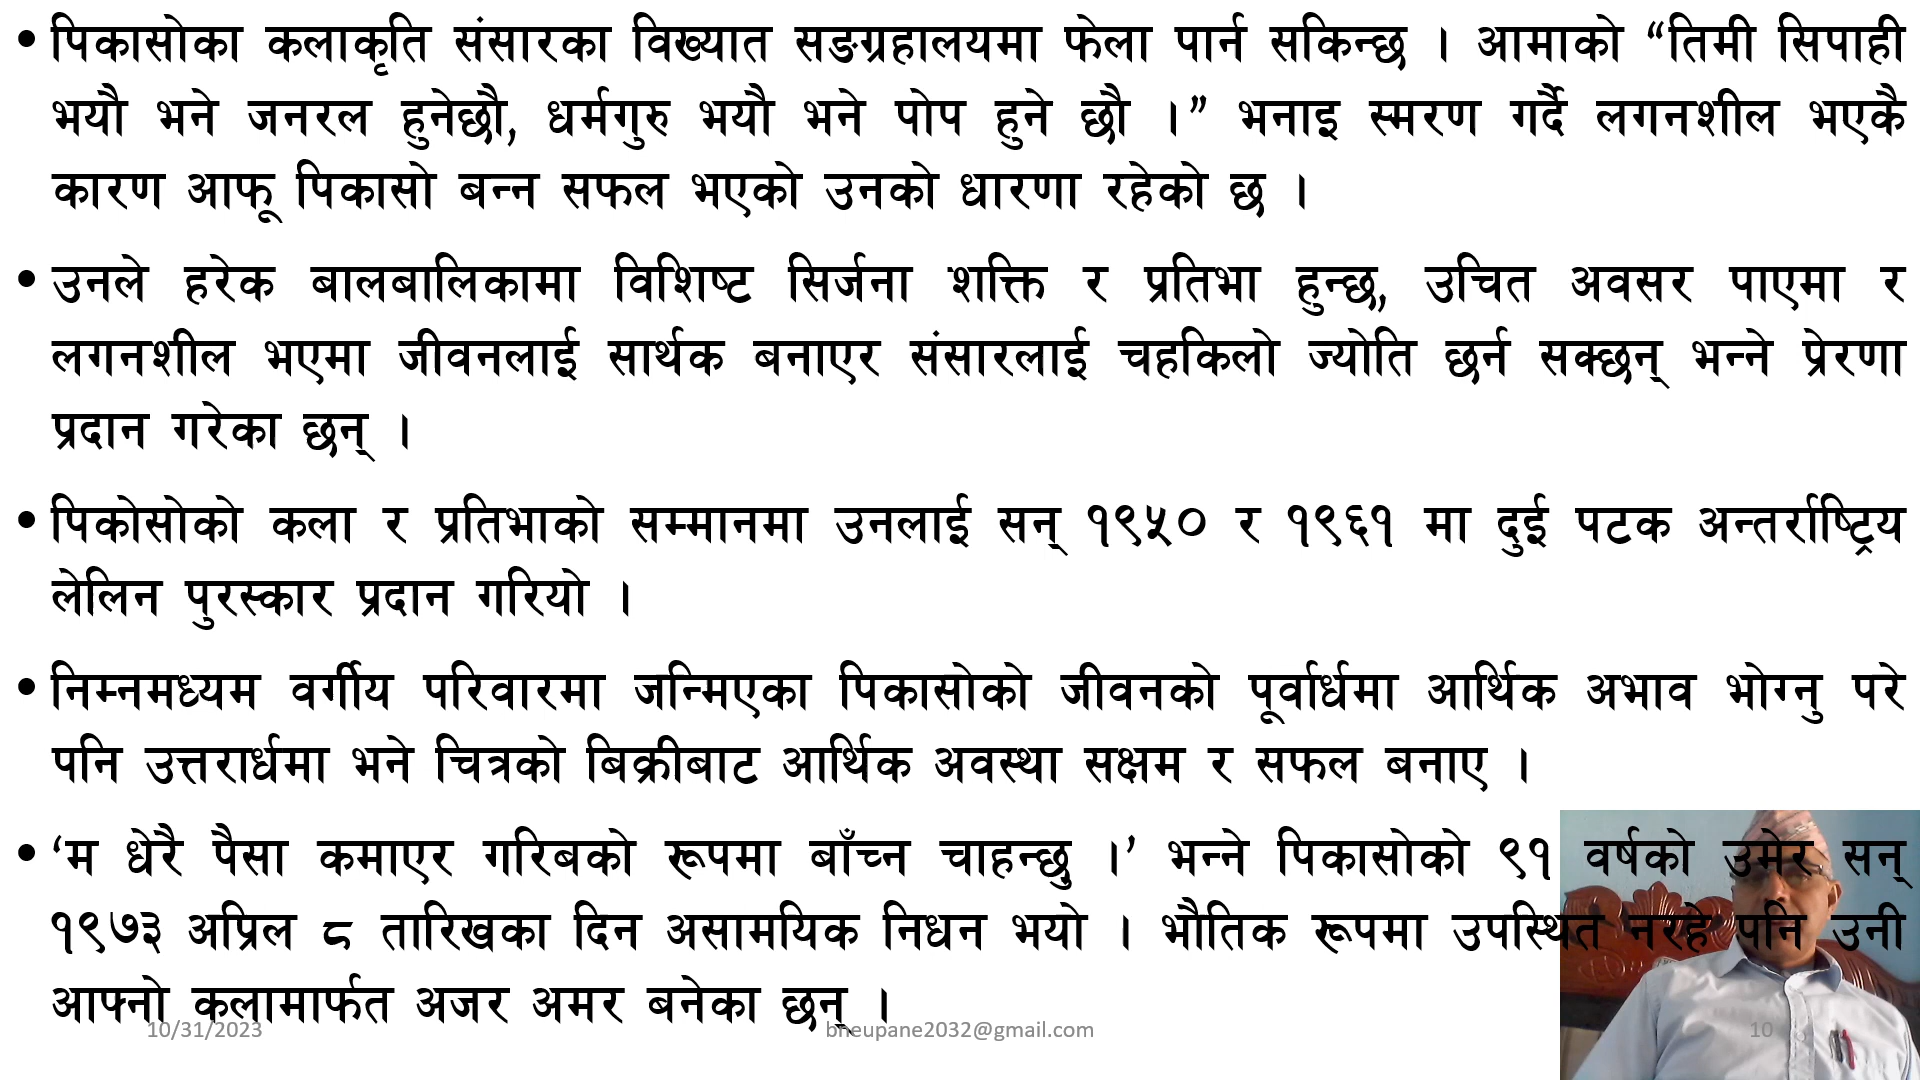 • पिकासोका कलाकृति संसारका विख्यात सङग्रहालयमा फेला पार्न सकिन्छ । आमाको “तिमी सिपाही
भयौ भने जनरल हुनेछौ, धर्मगुरु भयौ भने पोप हुने छौ ।” भनाइ स्मरण गर्दै लगनशील भएकै
कारण आफू पिकासो बन्न सफल भएको उनको धारणा रहेको छ ।
• उनले हरेक बालबालिकामा विशिष्ट सिर्जना शक्ति र प्रतिभा हुन्छ, उचित अवसर पाएमा र
लगनशील भएमा जीवनलाई सार्थक बनाएर संसारलाई चहकिलो ज्योति छर्न सक्छन् भन्ने प्रेरणा
प्रदान गरेका छन् ।
• पिकोसोको कला र प्रतिभाको सम्मानमा उनलाई सन् १९५० र १९६१ मा दुई पटक अन्तर्राष्ट्रिय
लेलिन पुरस्कार प्रदान गरियो ।
• निम्नमध्यम वर्गीय परिवारमा जन्मिएका पिकासोको जीवनको पूर्वार्धमा आर्थिक अभाव भोग्नु परे
पनि उत्तरार्धमा भने चित्रको बिक्रीबाट आर्थिक अवस्था सक्षम र सफल बनाए ।
• ‘म धेरै पैसा कमाएर गरिबको रूपमा बाँच्न चाहन्छु ।’ भन्ने पिकासोको ९१ वर्षको उमेर सन्
१९७३ अप्रिल ८ तारिखका दिन असामयिक निधन भयो । भौतिक रूपमा उपस्थित नरहे पनि उनी
आफ्नो कलामार्फत अजर अमर बनेका छन् ।
10/31/2023 bneupane2032@gmail.com 10